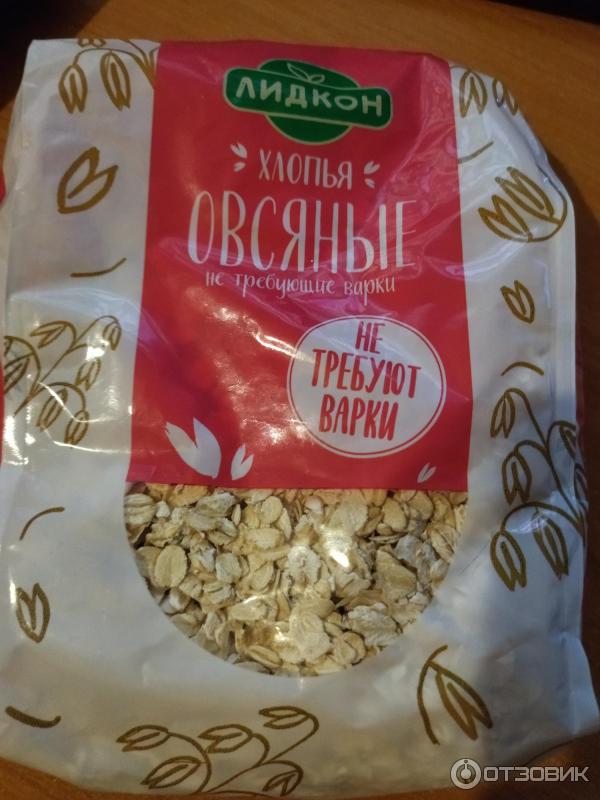 ЛИДКОН
ХЛОПЬЯ
ОВСЯНЫЕ
не требующие варки
НЕ
ТРЕБУЮТ
ВАРКИ
ОТЗОВИК